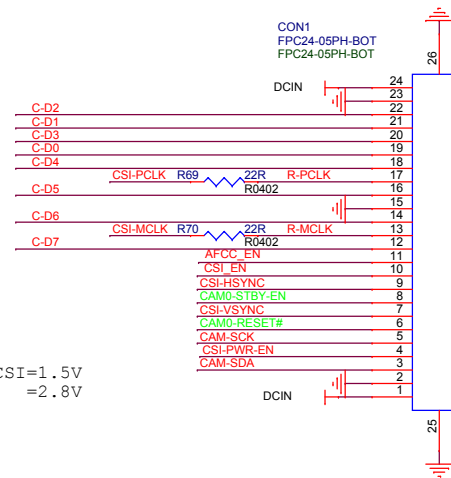 CON1
FPC24-05PH-BOT
FPC24-05PH-BOT
26
DCIN 24
23
C-D2 22
C-D1 21
C-D3 20
C-D0 19
C-D4 18
CSI-PCLK R69 22R R-PCLK 17
R0402
C-D5 16
15
C-D6 14
CSI-MCLK R70 22R R-MCLK 13
R0402
C-D7 12
AFCC_EN 11
CSI_EN 10
CSI-HSYNC 9
CAM0-STBY-EN 8
CSI-VSYNC 7
CAM0-RESET# 6
CAM-SCK 5
CSI-PWR-EN 4
CAM-SDA 3
CSI=1.5V
=2.8V
2
DCIN 1
25